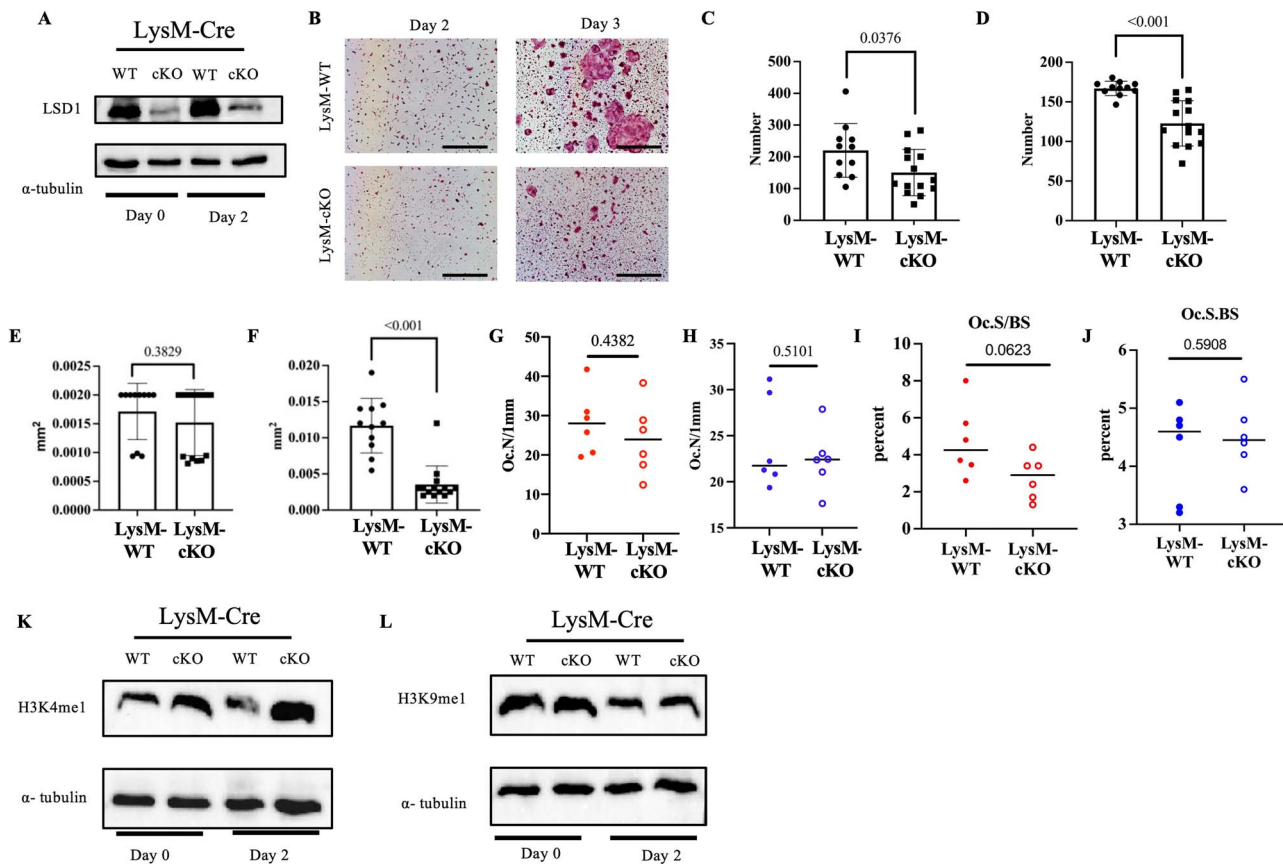 A
LysM-Cre
WT cKO WT cKO
LSD1
α-tubulin
Day 0 Day 2
B
Day 2 Day 3
LysM-WT
LysM-cKO
C
0.0376
Number
500
400
300
200
100
0
LysM-WT
LysM-cKO
D
<0.001
Number
200
150
100
50
0
LysM-WT
LysM-cKO
E
0.3829
mm²
0.0025
0.0020
0.0015
0.0010
0.0005
0.0000
LysM-WT
LysM-cKO
F
<0.001
mm²
0.020
0.015
0.010
0.005
0.000
LysM-WT
LysM-cKO
G
0.4382
Oc.N/1mm
60
40
20
0
LysM-WT
LysM-cKO
H
0.5101
Oc.N/1mm
35
30
25
20
15
LysM-WT
LysM-cKO
I
Oc.S/BS
0.0623
percent
10
8
6
4
2
0
LysM-WT
LysM-cKO
J
Oc.S.BS
0.5908
percent
6
5
4
3
LysM-WT
LysM-cKO
K
LysM-Cre
WT cKO WT cKO
H3K4me1
α- tubulin
Day 0 Day 2
L
LysM-Cre
WT cKO WT cKO
H3K9me1
α- tubulin
Day 0 Day 2